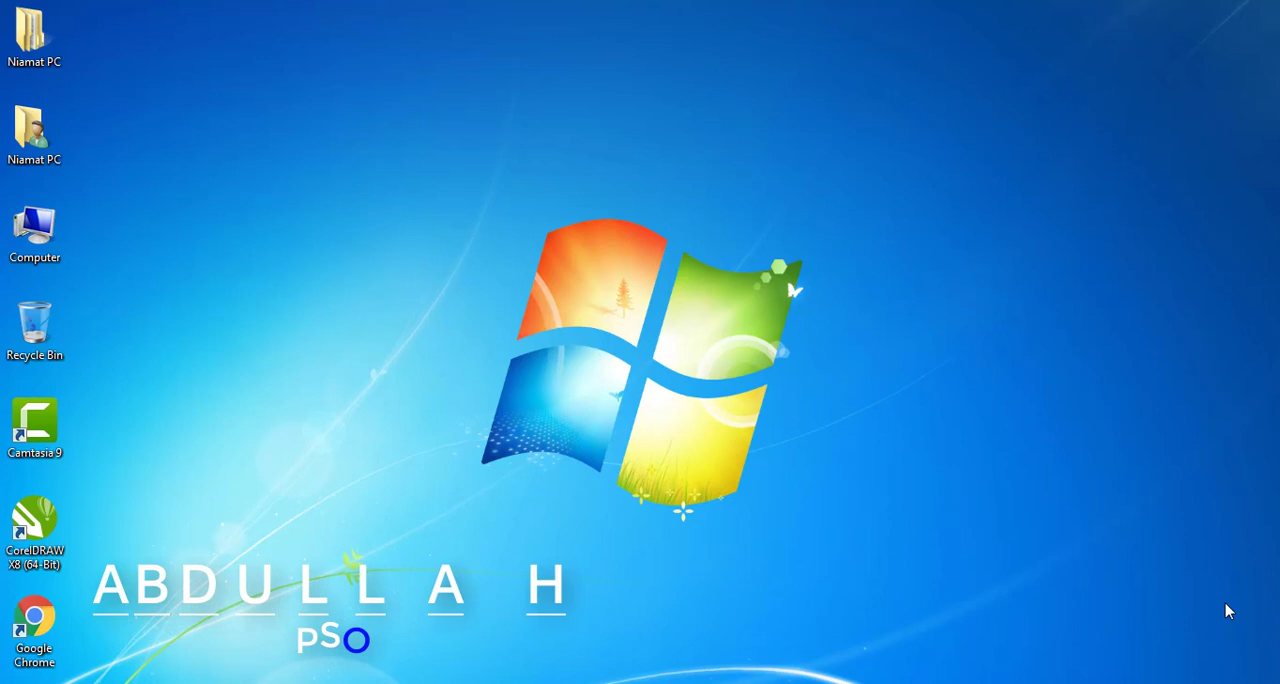 Niamat PC
Niamat PC
Computer
Recycle Bin
Camtasia 9
CorelDRAW
X8 (64-Bit)
Google
Chrome
ABDULLAH
PSO